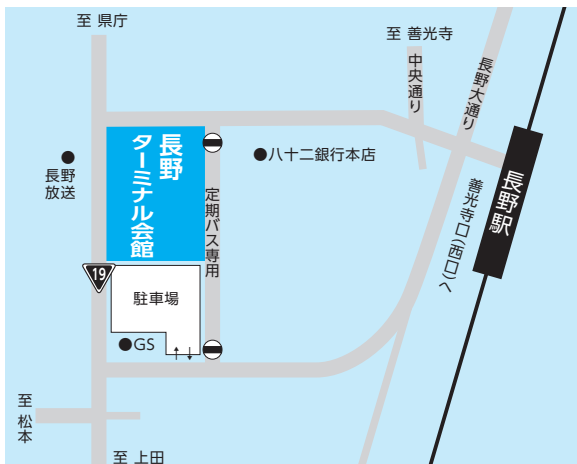 至 県庁
至 善光寺
中央通り
長野大通り
長野
ターミナル会館
●八十二銀行本店
●
長野
放送
定期バス専用
善光寺口(西口)へ
長野駅
19
駐車場
●GS
↑↓
至
松本
至 上田